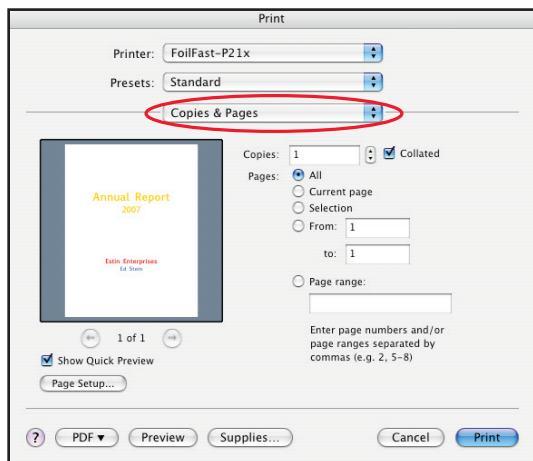 Print
Printer: FoilFast-P21x
Presets: Standard
Copies & Pages
Annual Report
2007
Estin Enterprises
Ed Stein
1 of 1
Show Quick Preview
Page Setup...
Copies: 1 Collated
Pages: All
Current page
Selection
From: 1
to: 1
Page range:
Enter page numbers and/or
page ranges separated by
commas (e.g. 2, 5-8)
? PDF▼ Preview Supplies... Cancel Print